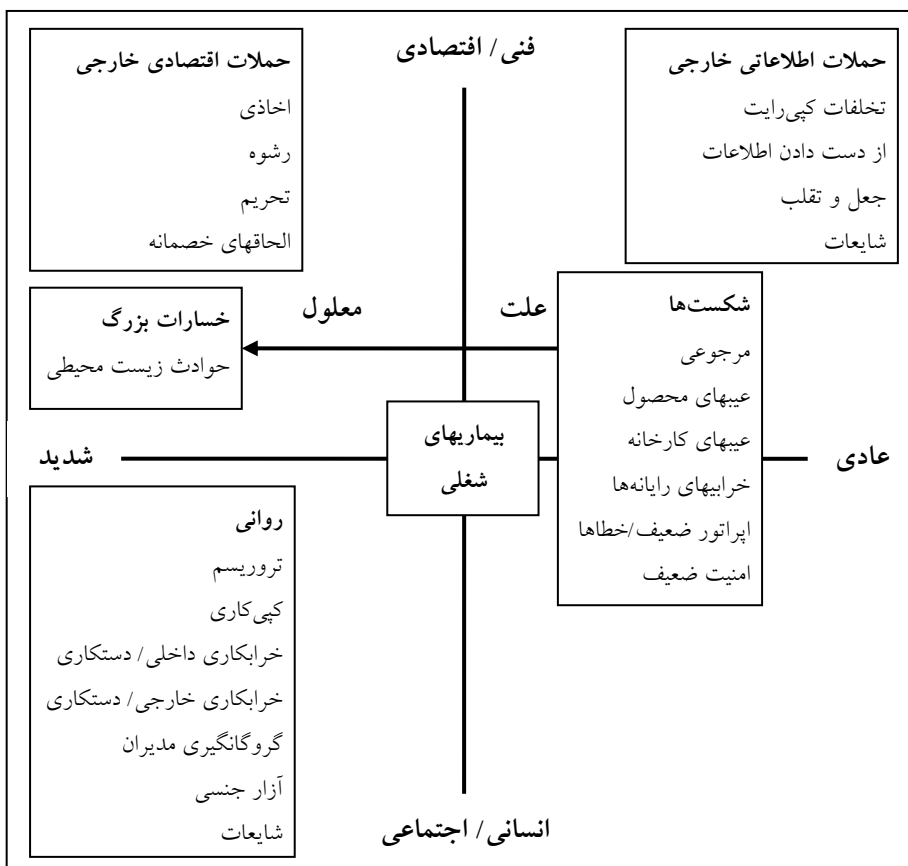 فنی/ اقتصادی
حملات اطلاعاتی خارجی
تخلفات کپی‌رایت
از دست دادن اطلاعات
جعل و تقلب
شایعات
حملات اقتصادی خارجی
اخاذی
رشوه
تحریم
الحاقهای خصمانه
شکست‌ها
مرجوعی
عیبهای محصول
عیبهای کارخانه
خرابیهای رایانه‌ها
اپراتور ضعیف/خطاها
امنیت ضعیف
علت
معلول
خسارات بزرگ
حوادث زیست محیطی
عادی
بیماریهای
شغلی
شدید
روانی
تروریسم
کپی‌کاری
خرابکاری داخلی/ دستکاری
خرابکاری خارجی/ دستکاری
گروگانگیری مدیران
آزار جنسی
شایعات
انسانی/ اجتماعی